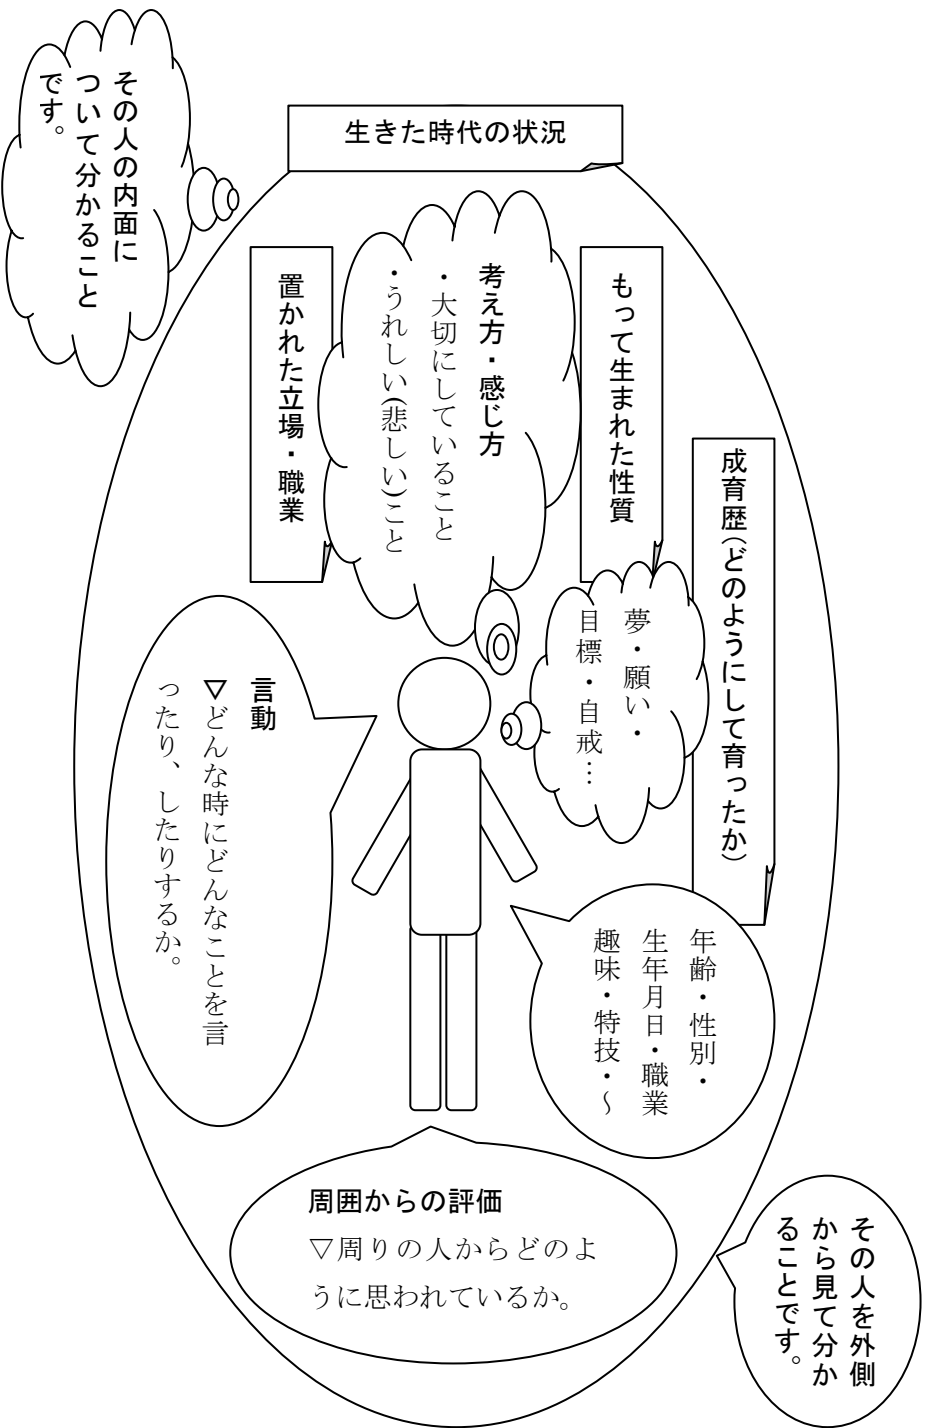 その人の内面に
ついて分かること
です。
生きた時代の状況
もって生まれた性質
成育歴(どのようにして育ったか)
考え方・感じ方
・大切にしていること
・うれしい(悲しい)こと
置かれた立場・職業
夢・願い・
目標・自戒…
言動
▽どんな時にどんなことを言
ったり、したりするか。
年齢・性別・
生年月日・職業
趣味・特技・～
周囲からの評価
▽周りの人からどのよ
うに思われているか。
その人を外側
から見て分か
ることです。